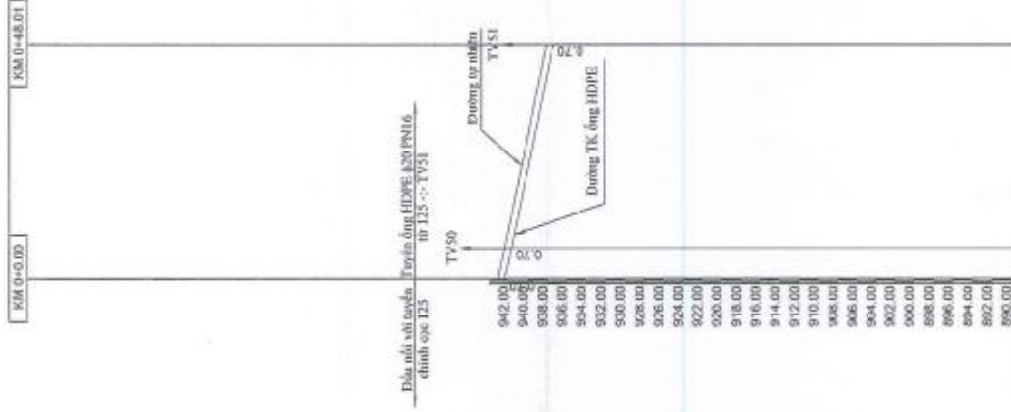 KM 0+0.00
KM 0+48.01
Đấu nối với tuyến
chính cọc 125
Tuyến ống HDPE ϕ20 PN16
từ 125 -:- TV51
TV50
Đường tự nhiên
TV51
0.70
0.70
Đường TK ống HDPE
942.00
940.00
938.00
936.00
934.00
932.00
930.00
928.00
926.00
924.00
922.00
920.00
918.00
916.00
914.00
912.00
910.00
908.00
906.00
904.00
902.00
900.00
898.00
896.00
894.00
892.00
890.00